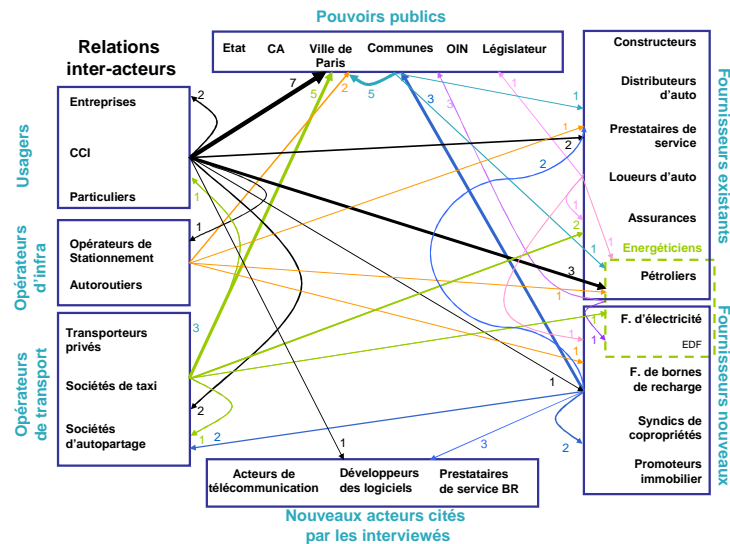 Pouvoirs publics
Relations
inter-acteurs
Etat CA Ville de Communes OIN Législateur
Paris
Usagers
Entreprises
CCI
Particuliers
Opérateurs
d'infra
Opérateurs de
Stationnement
Autoroutiers
Opérateurs
de transport
Transporteurs
privés
Sociétés de taxi
Sociétés
d'autopartage
Constructeurs
Distributeurs
d'auto
Prestataires de
service
Loueurs d'auto
Assurances
Energéticiens
Pétroliers
Fournisseurs existants
F. d'électricité
EDF
F. de bornes
de recharge
Syndics de
copropriétés
Promoteurs
immobilier
Fournisseurs nouveaux
Acteurs de
télécommunication
Développeurs
des logiciels
Prestataires
de service BR
Nouveaux acteurs cités
par les interviewés
2
7
5
2
5
3
3
1
1
1
2
2
1
1
1
2
1
1
3
1
1
1
1
3
1
2
1
2
1
3
2